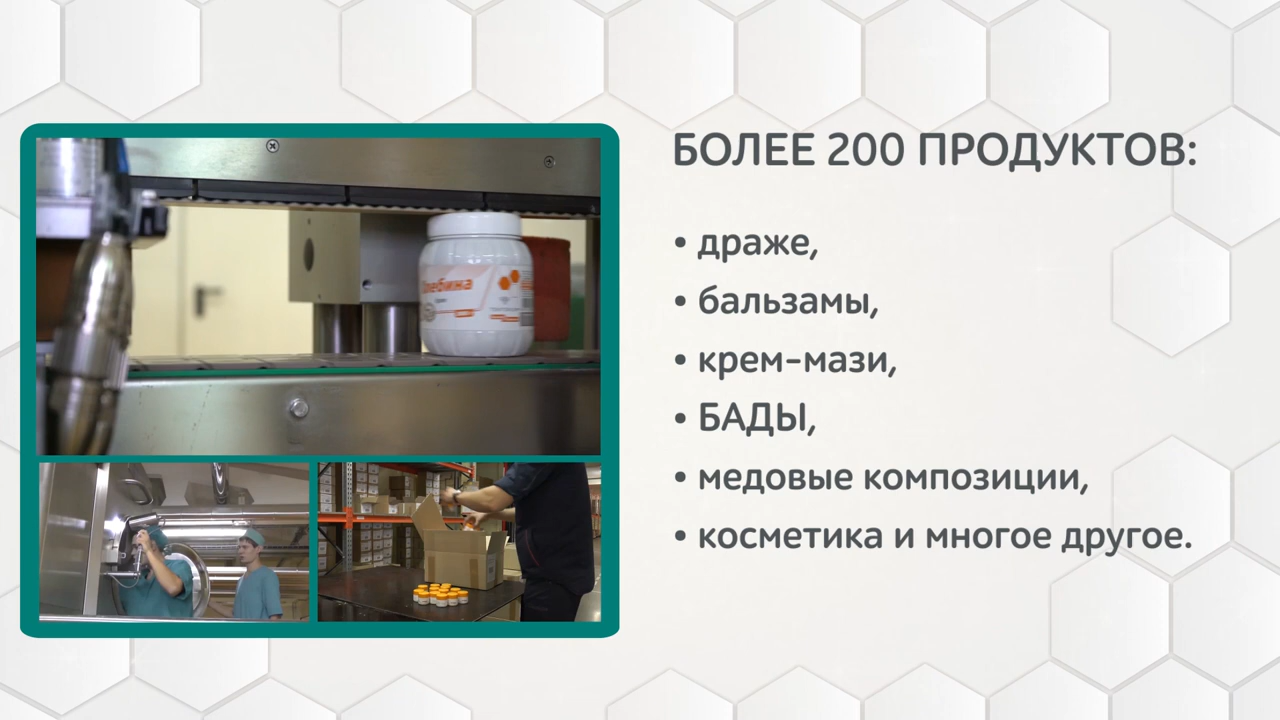 БОЛЕЕ 200 ПРОДУКТОВ:
• драже,
• бальзамы,
• крем-мази,
• БАДЫ,
• медовые композиции,
• косметика и многое другое.